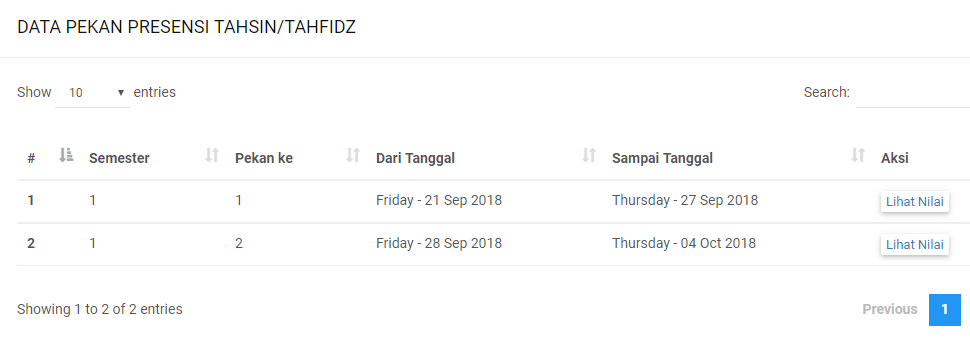 DATA PEKAN PRESENSI TAHSIN/TAHFIDZ
Show 10 entries Search:
# Semester Pekan ke Dari Tanggal Sampai Tanggal Aksi
1 1 1 Friday - 21 Sep 2018 Thursday - 27 Sep 2018 Lihat Nilai
2 1 2 Friday - 28 Sep 2018 Thursday - 04 Oct 2018 Lihat Nilai
Showing 1 to 2 of 2 entries Previous 1